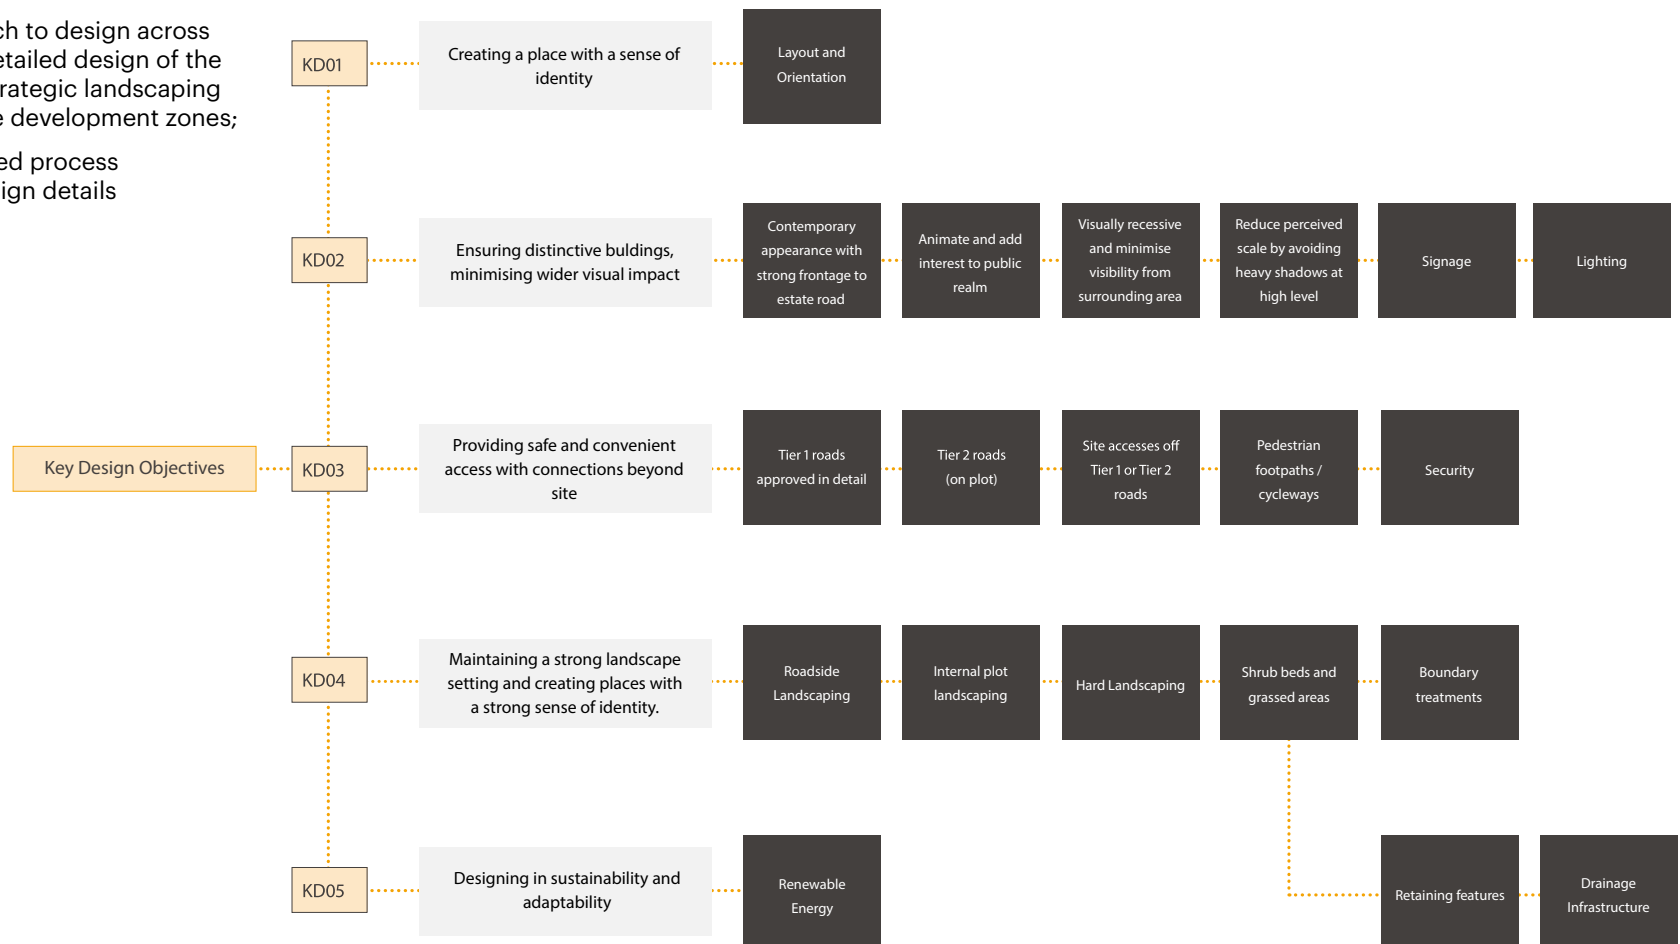 ch to design across
etailed design of the
rategic landscaping
e development zones;
ed process
ign details
Key Design Objectives
KD01
Creating a place with a sense of
identity
Layout and
Orientation
KD02
Ensuring distinctive buldings,
minimising wider visual impact
Contemporary
appearance with
strong frontage to
estate road
Animate and add
interest to public
realm
Visually recessive
and minimise
visibility from
surrounding area
Reduce perceived
scale by avoiding
heavy shadows at
high level
Signage
Lighting
KD03
Providing safe and convenient
access with connections beyond
site
Tier 1 roads
approved in detail
Tier 2 roads
(on plot)
Site accesses off
Tier 1 or Tier 2
roads
Pedestrian
footpaths /
cycleways
Security
KD04
Maintaining a strong landscape
setting and creating places with
a strong sense of identity.
Roadside
Landscaping
Internal plot
landscaping
Hard Landscaping
Shrub beds and
grassed areas
Boundary
treatments
KD05
Designing in sustainability and
adaptability
Renewable
Energy
Retaining features
Drainage
Infrastructure